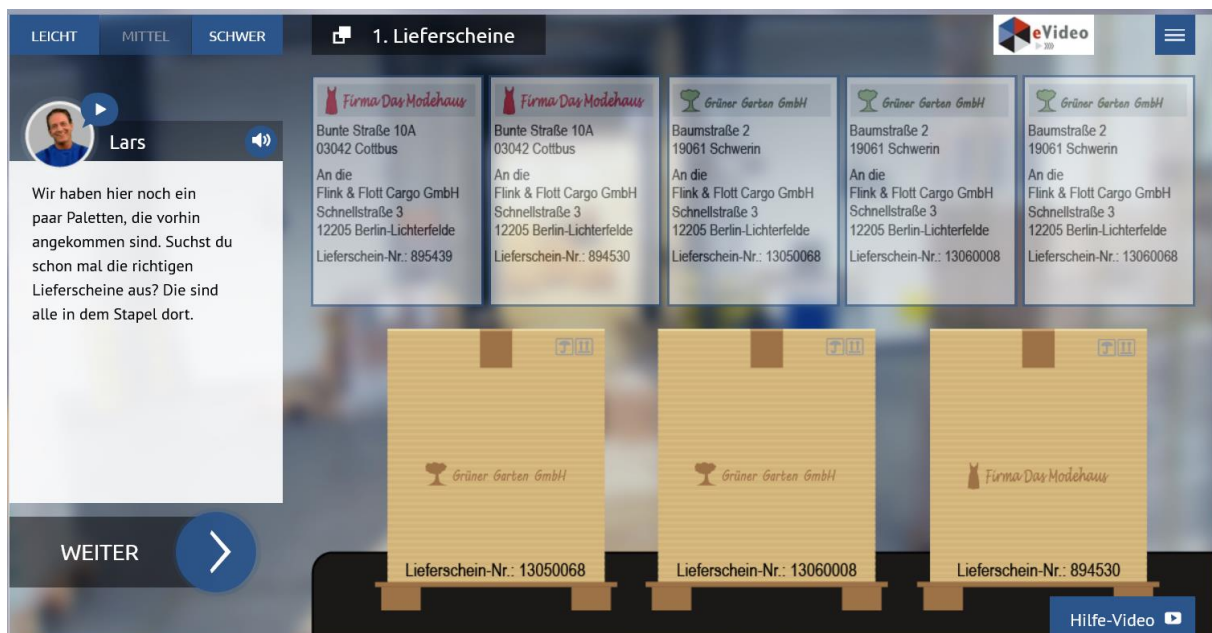 LEICHT MITTEL SCHWER
1. Lieferscheine
eVideo
Lars
Wir haben hier noch ein
paar Paletten, die vorhin
angekommen sind. Suchst du
schon mal die richtigen
Lieferscheine aus? Die sind
alle in dem Stapel dort.
WEITER
Firma Das Modehaus
Bunte Straße 10A
03042 Cottbus
An die
Flink & Flott Cargo GmbH
Schnellstraße 3
12205 Berlin-Lichterfelde
Lieferschein-Nr.: 895439
Firma Das Modehaus
Bunte Straße 10A
03042 Cottbus
An die
Flink & Flott Cargo GmbH
Schnellstraße 3
12205 Berlin-Lichterfelde
Lieferschein-Nr.: 894530
Grüner Garten GmbH
Baumstraße 2
19061 Schwerin
An die
Flink & Flott Cargo GmbH
Schnellstraße 3
12205 Berlin-Lichterfelde
Lieferschein-Nr.: 13050068
Grüner Garten GmbH
Baumstraße 2
19061 Schwerin
An die
Flink & Flott Cargo GmbH
Schnellstraße 3
12205 Berlin-Lichterfelde
Lieferschein-Nr.: 13060008
Grüner Garten GmbH
Baumstraße 2
19061 Schwerin
An die
Flink & Flott Cargo GmbH
Schnellstraße 3
12205 Berlin-Lichterfelde
Lieferschein-Nr.: 13060068
Grüner Garten GmbH
Lieferschein-Nr.: 13050068
Grüner Garten GmbH
Lieferschein-Nr.: 13060008
Firma Das Modehaus
Lieferschein-Nr.: 894530
Hilfe-Video